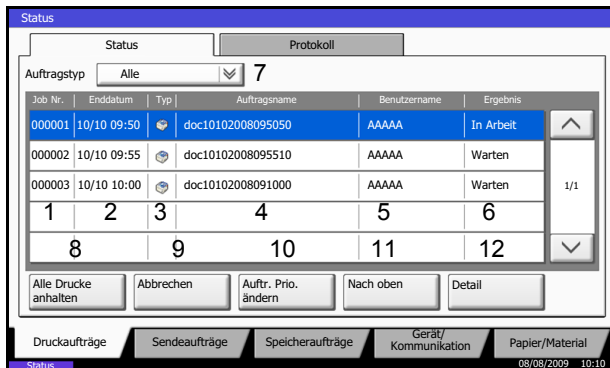 Status
Status Protokoll
Auftragstyp Alle 7
Job Nr. Enddatum Typ Auftragsname Benutzername Ergebnis
000001 10/10 09:50 doc10102008095050 AAAAA In Arbeit
000002 10/10 09:55 doc10102008095510 AAAAA Warten
000003 10/10 10:00 doc10102008091000 AAAAA Warten 1/1
1 2 3 4 5 6
8 9 10 11 12
Alle Drucke anhalten Abbrechen Auftr. Prio. ändern Nach oben Detail
Druckaufträge Sendeaufträge Speicheraufträge Gerät/ Kommunikation Papier/Material
Status 08/08/2009 10:10